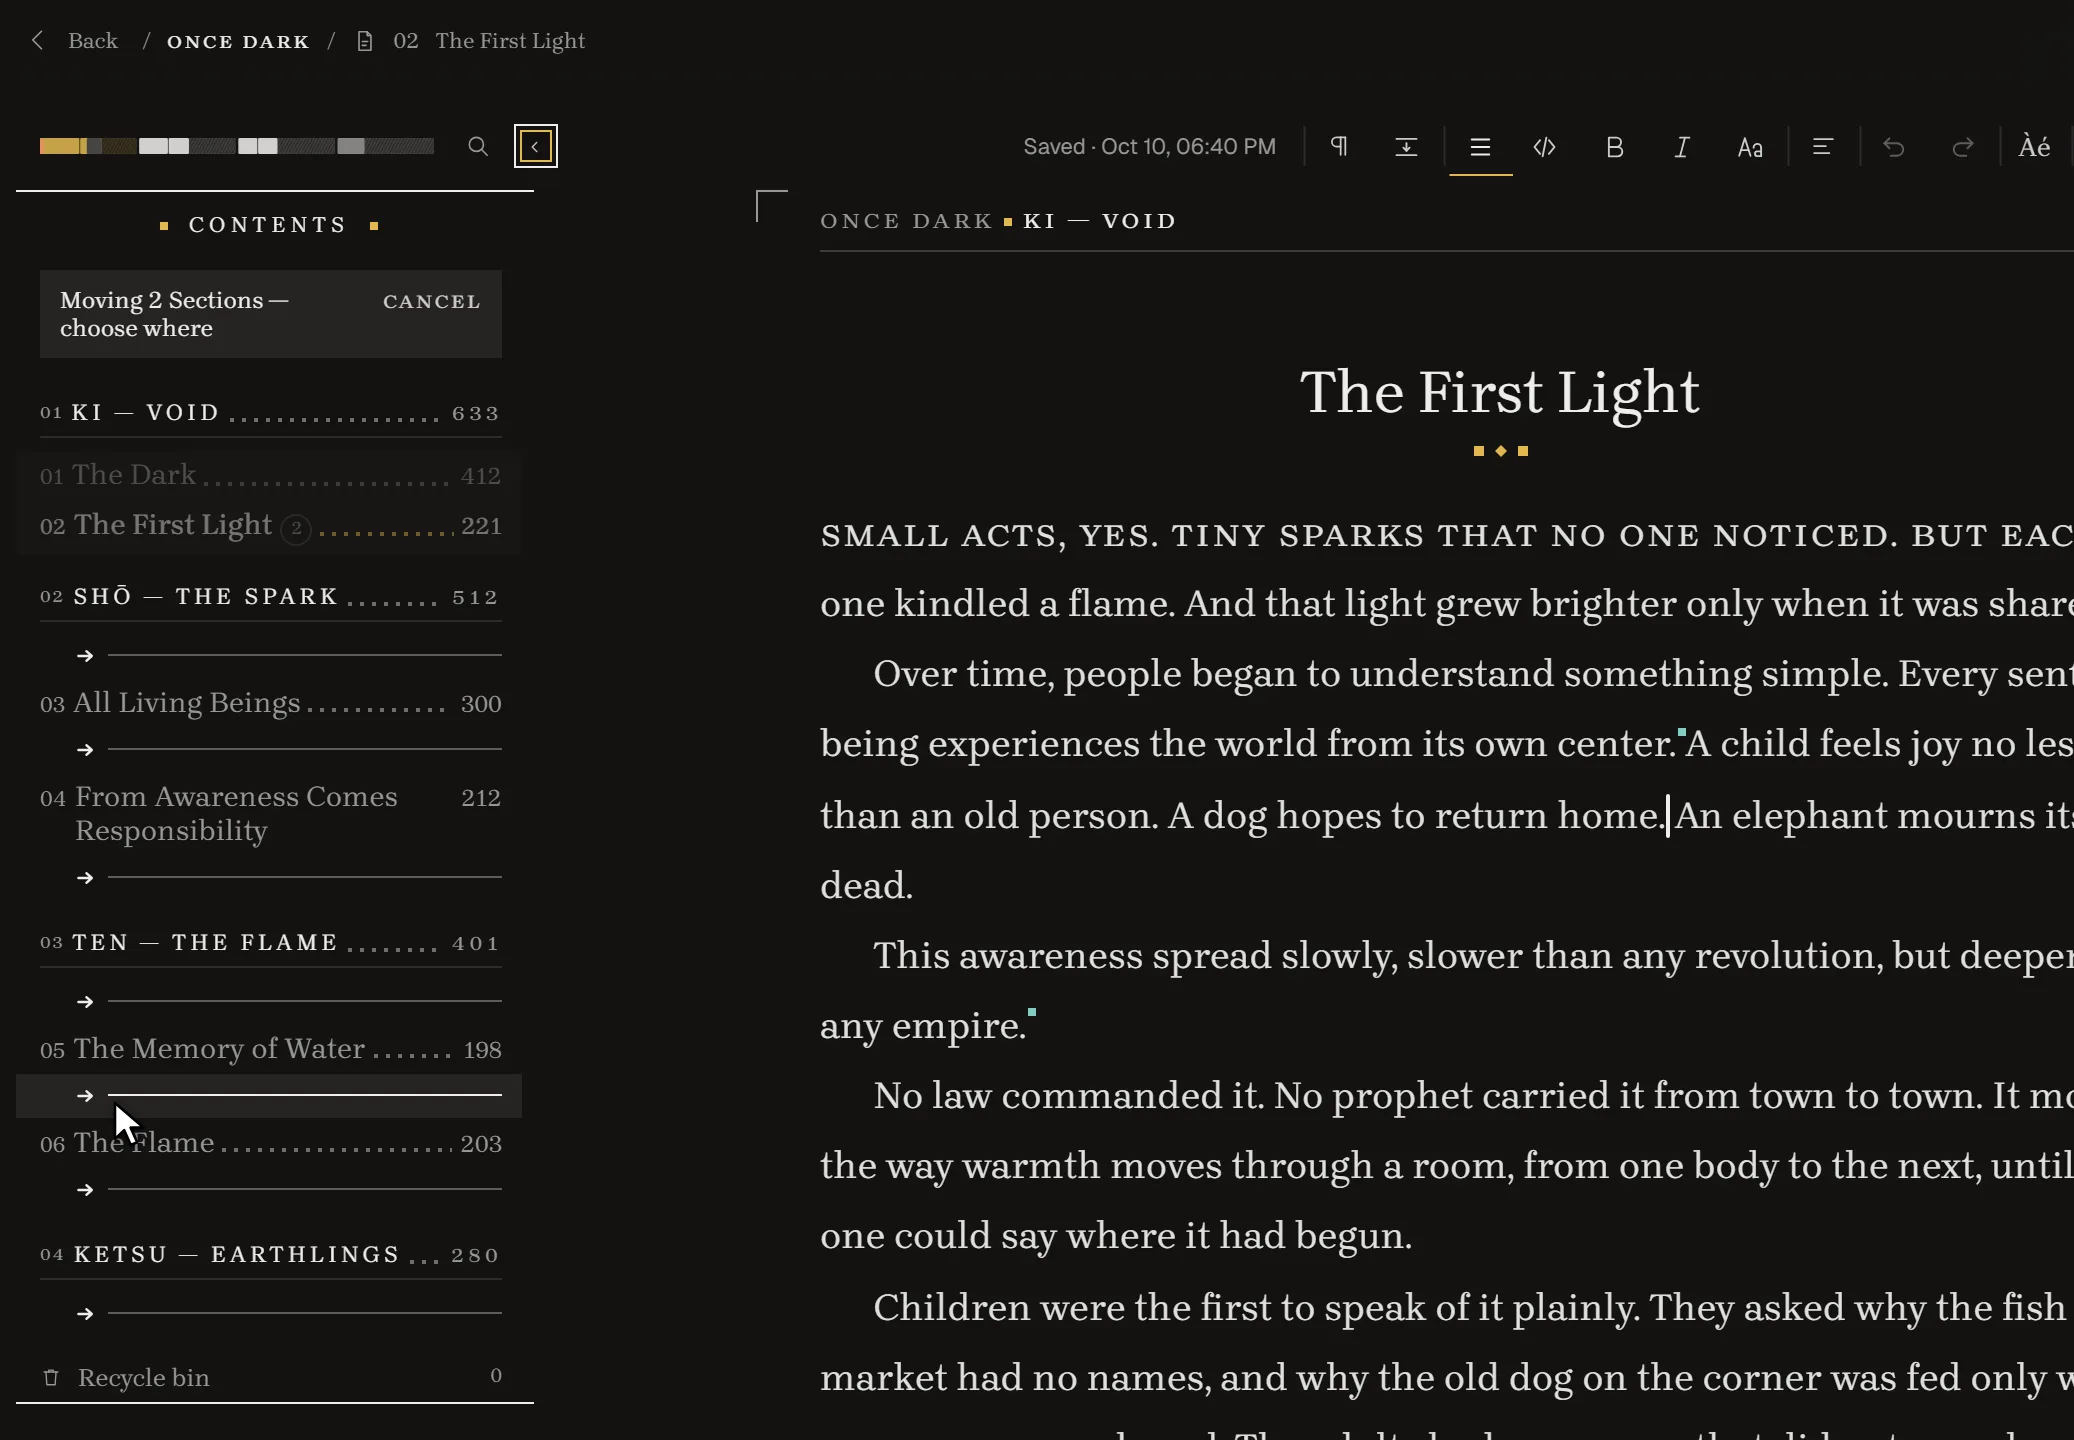 Back / ONCE DARK / 02 The First Light
Saved · Oct 10, 06:40 PM
Aa
Àé
CONTENTS
Moving 2 Sections —
choose where
CANCEL
01 KI — VOID 633
01 The Dark 412
02 The First Light 2 221
02 SHŌ — THE SPARK 512
03 All Living Beings 300
04 From Awareness Comes 212
Responsibility
03 TEN — THE FLAME 401
05 The Memory of Water 198
06 The Flame 203
04 KETSU — EARTHLINGS 280
Recycle bin 0
ONCE DARK KI — VOID
The First Light
SMALL ACTS, YES. TINY SPARKS THAT NO ONE NOTICED. BUT EAC
one kindled a flame. And that light grew brighter only when it was share
Over time, people began to understand something simple. Every sent
being experiences the world from its own center. A child feels joy no les
than an old person. A dog hopes to return home. An elephant mourns its
dead.
This awareness spread slowly, slower than any revolution, but deeper
any empire.
No law commanded it. No prophet carried it from town to town. It mo
the way warmth moves through a room, from one body to the next, until
one could say where it had begun.
Children were the first to speak of it plainly. They asked why the fish
market had no names, and why the old dog on the corner was fed only w